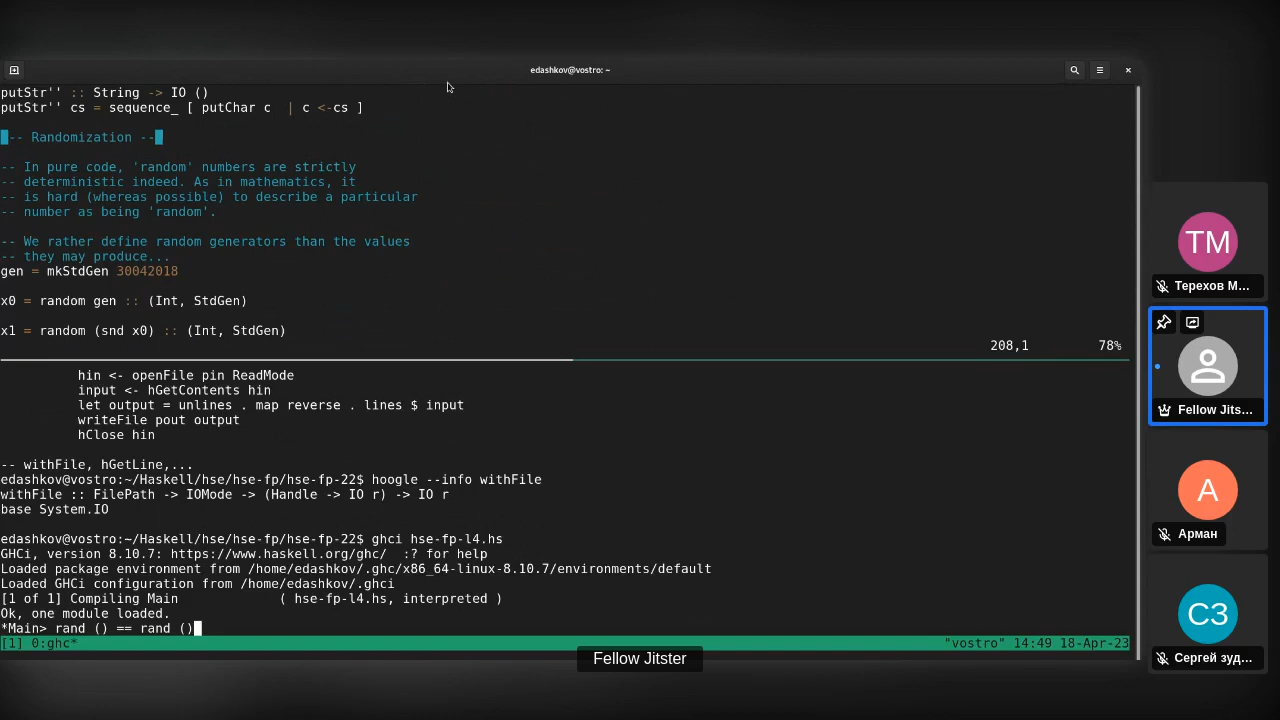 edashkov@vostro: ~
putStr'' :: String -> IO ()
putStr'' cs = sequence_ [ putChar c  | c <-cs ]
-- Randomization --
-- In pure code, 'random' numbers are strictly
-- deterministic indeed. As in mathematics, it
-- is hard (whereas possible) to describe a particular
-- number as being 'random'.
-- We rather define random generators than the values
-- they may produce...
gen = mkStdGen 30042018
x0 = random gen :: (Int, StdGen)
x1 = random (snd x0) :: (Int, StdGen)
208,1 78%
hin <- openFile pin ReadMode
input <- hGetContents hin
let output = unlines . map reverse . lines $ input
writeFile pout output
hClose hin
-- withFile, hGetLine,...
edashkov@vostro:~/Haskell/hse/hse-fp/hse-fp-22$ hoogle --info withFile
withFile :: FilePath -> IOMode -> (Handle -> IO r) -> IO r
base System.IO
edashkov@vostro:~/Haskell/hse/hse-fp/hse-fp-22$ ghci hse-fp-l4.hs
GHCi, version 8.10.7: https://www.haskell.org/ghc/  :? for help
Loaded package environment from /home/edashkov/.ghc/x86_64-linux-8.10.7/environments/default
Loaded GHCi configuration from /home/edashkov/.ghci
[1 of 1] Compiling Main             ( hse-fp-l4.hs, interpreted )
Ok, one module loaded.
*Main> rand () == rand ()
[1] 0:ghc* "vostro" 14:49 18-Apr-23
Fellow Jitster
TM
Терехов М...
Fellow Jits...
A
Арман
СЗ
Сергей зуд...